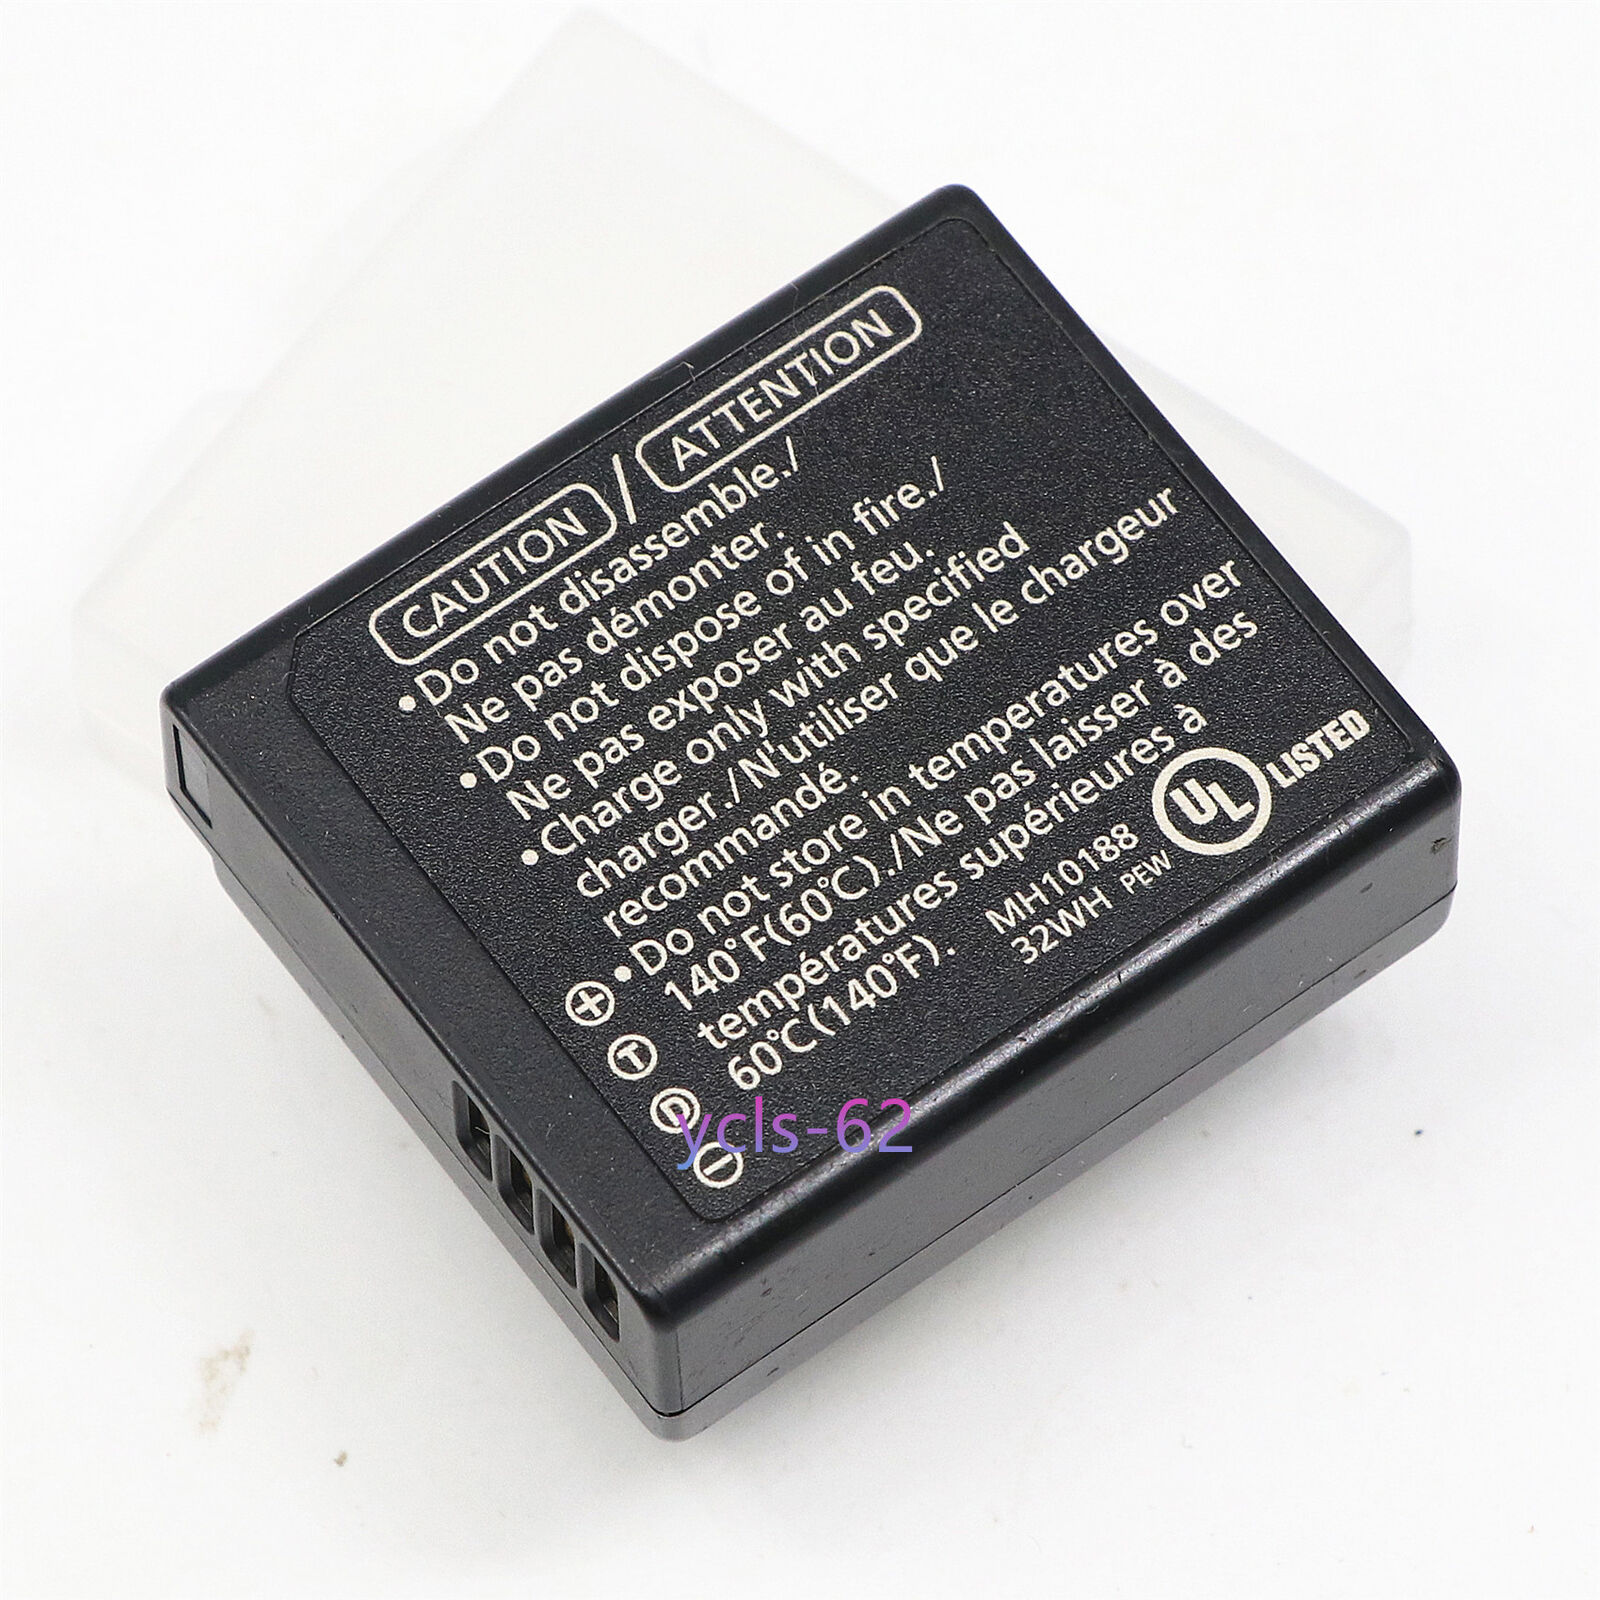 CAUTION / ATTENTION
•Do not disassemble./
Ne pas démonter.
•Do not dispose of in fire./
Ne pas exposer au feu.
•Charge only with specified
charger./N'utiliser que le chargeur
recommandé.
•Do not store in temperatures over
140°F(60℃)./Ne pas laisser à des
températures supérieures à
60℃(140°F).
MH10188
32WH PEW
UL LISTED
+
T
D
−
ycls-62